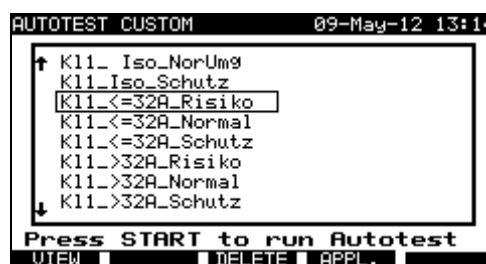 AUTOTEST CUSTOM 09-May-12 13:14
Kl1_ Iso_NorUmg
Kl1_Iso_Schutz
Kl1_<=32A_Risiko
Kl1_<=32A_Normal
Kl1_<=32A_Schutz
Kl1_>32A_Risiko
Kl1_>32A_Normal
Kl1_>32A_Schutz
Press START to run Autotest
VIEW DELETE APPL.